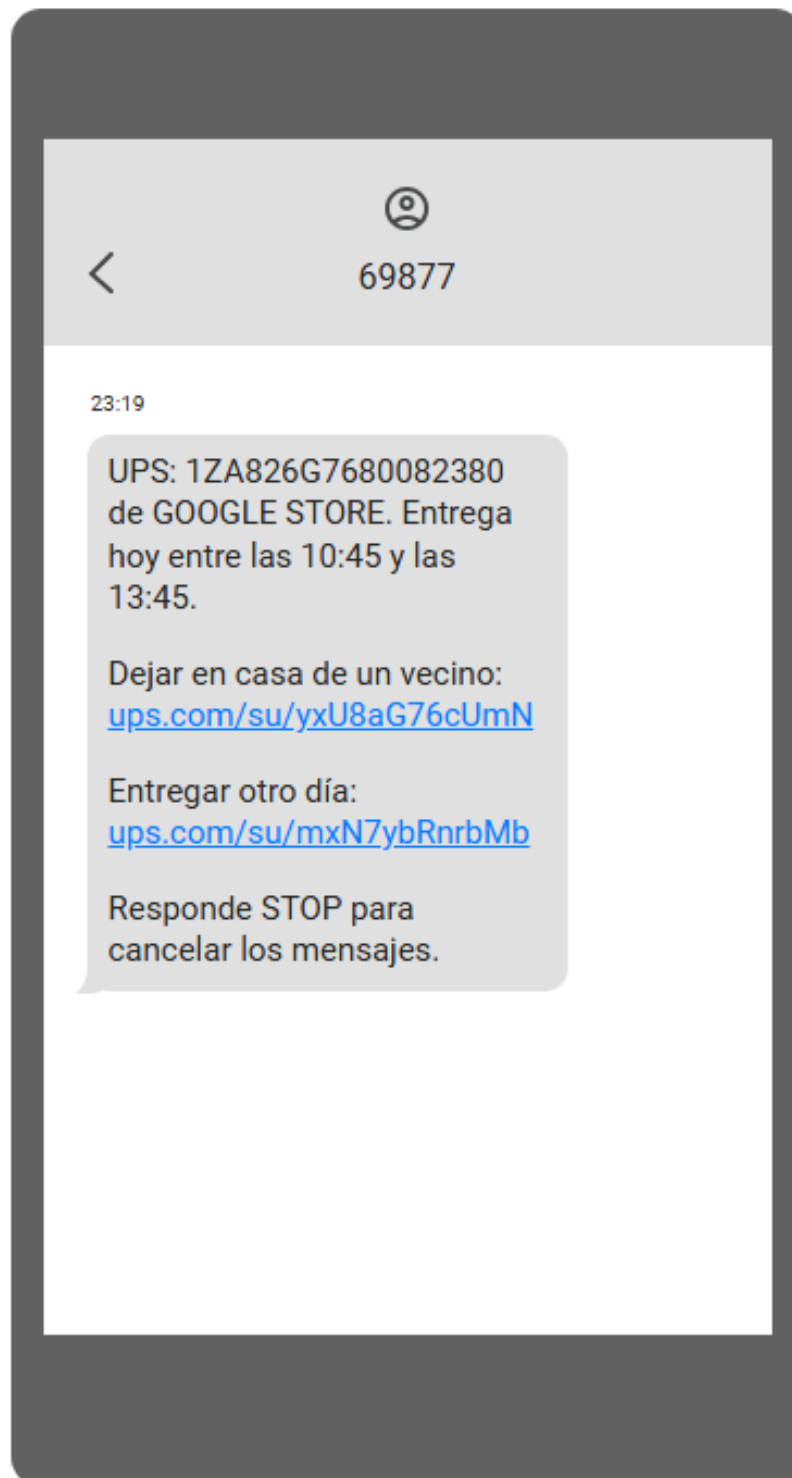 69877
23:19
UPS: 1ZA826G7680082380
de GOOGLE STORE. Entrega
hoy entre las 10:45 y las
13:45.
Dejar en casa de un vecino:
ups.com/su/yxU8aG76cUmN
Entregar otro día:
ups.com/su/mxN7ybRnrbMb
Responde STOP para
cancelar los mensajes.